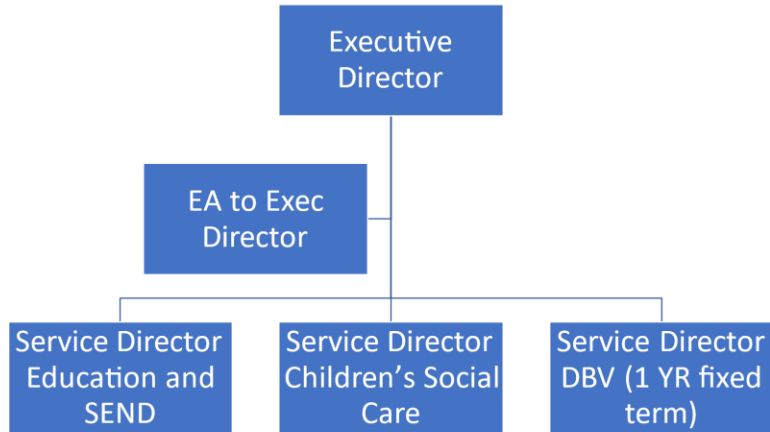 Executive
Director
EA to Exec
Director
Service Director
Education and
SEND
Service Director
Children's Social
Care
Service Director
DBV (1 YR fixed
term)